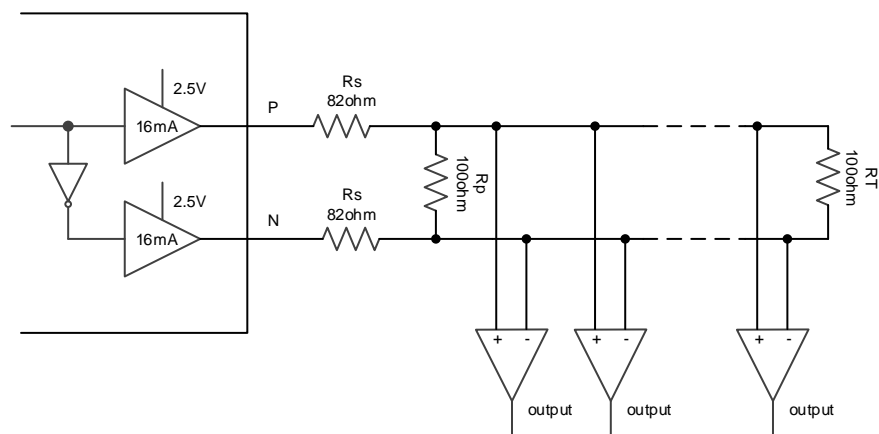 2.5V
16mA
P
Rs
82ohm
Rp
100ohm
RT
100ohm
2.5V
16mA
N
Rs
82ohm
+ -
+ -
+ -
output
output
output